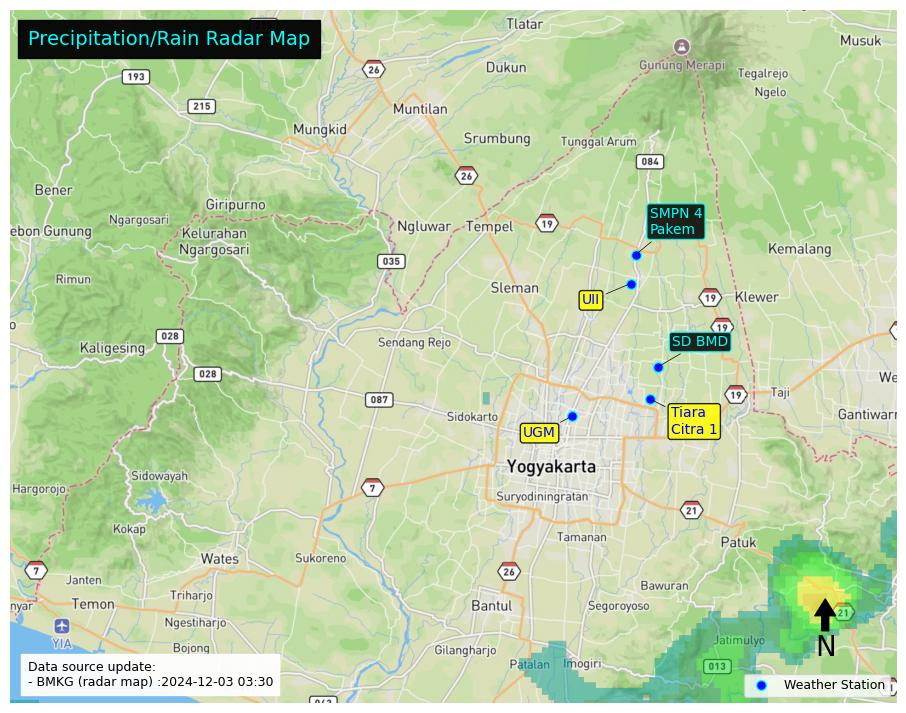 Precipitation/Rain Radar Map
Tlatar
Musuk
26
193
Dukun
Gunung Merapi
Tegalrejo
Ngelo
215
Muntilan
Mungkid
Srumbung
Tunggal Arum
084
26
Bener
Giripurno
SMPN 4
Pakem
Ngargosari
Ngluwar
Tempel
19
ebon Gunung
Kelurahan
Ngargosari
Kemalang
035
Rimun
Sleman
UII
19
Klewer
19
028
Kaligesing
Sendang Rejo
SD BMD
028
We
19
Taji
087
Sidokarto
Tiara
Citra 1
Gantiwarn
UGM
Yogyakarta
Sidowayah
Hargorojo
7
Suryodiningratan
21
Kokap
Tamanan
Patuk
Wates
Sukoreno
7
26
Janten
Bawuran
nyar
Temon
Triharjo
Bantul
Segoroyoso
21
Ngestiharjo
YIA
Jatimulyo
N
Bojong
Gilangharjo
Patalan
Imogiri
013
Data source update:
- BMKG (radar map) :2024-12-03 03:30
Weather Station